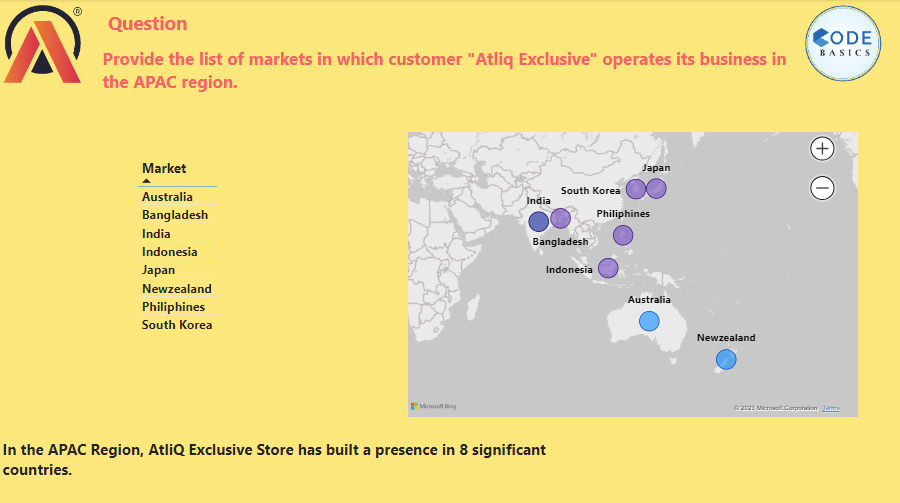 ®
Question
Provide the list of markets in which customer "Atliq Exclusive" operates its business in
the APAC region.
CODE
BASICS
Market
Australia
Bangladesh
India
Indonesia
Japan
Newzealand
Philiphines
South Korea
Japan
South Korea
India
Philiphines
Bangladesh
Indonesia
Australia
Newzealand
Microsoft Bing
© 2023 Microsoft Corporation Terms
In the APAC Region, AtliQ Exclusive Store has built a presence in 8 significant
countries.